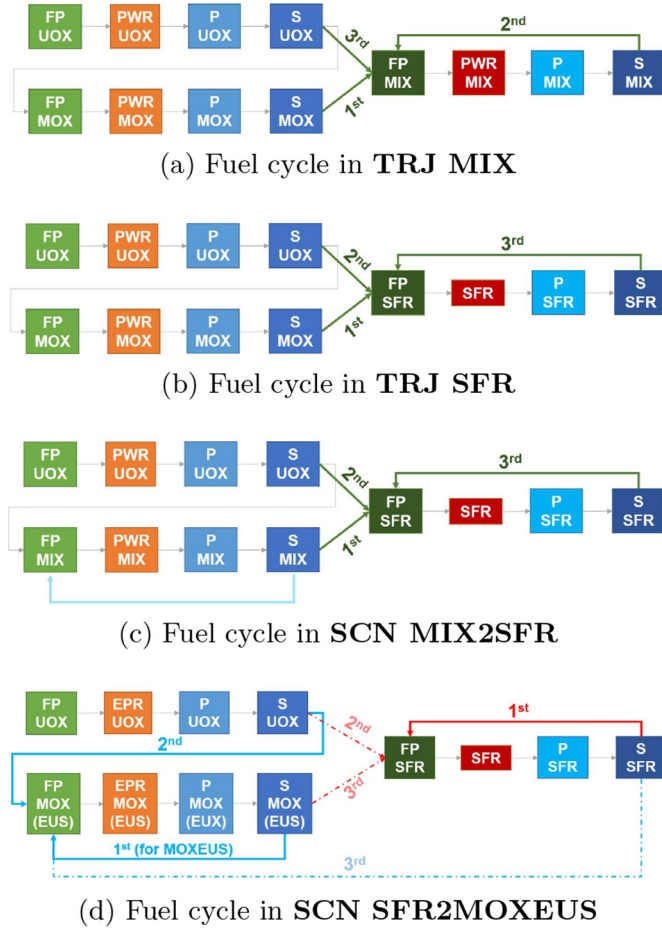 FP UOX
PWR UOX
P UOX
S UOX
3rd
2nd
FP MIX
PWR MIX
P MIX
S MIX
FP MOX
PWR MOX
P MOX
S MOX
1st
(a) Fuel cycle in TRJ MIX
FP UOX
PWR UOX
P UOX
S UOX
2nd
3rd
FP SFR
SFR
P SFR
S SFR
FP MOX
PWR MOX
P MOX
S MOX
1st
(b) Fuel cycle in TRJ SFR
FP UOX
PWR UOX
P UOX
S UOX
2nd
3rd
FP SFR
SFR
P SFR
S SFR
FP MIX
PWR MIX
P MIX
S MIX
1st
(c) Fuel cycle in SCN MIX2SFR
FP UOX
EPR UOX
P UOX
S UOX
2nd
2nd
1st
FP SFR
SFR
P SFR
S SFR
FP MOX (EUS)
EPR MOX (EUS)
P MOX (EUX)
S MOX (EUS)
3rd
1st (for MOXEUS)
3rd
(d) Fuel cycle in SCN SFR2MOXEUS